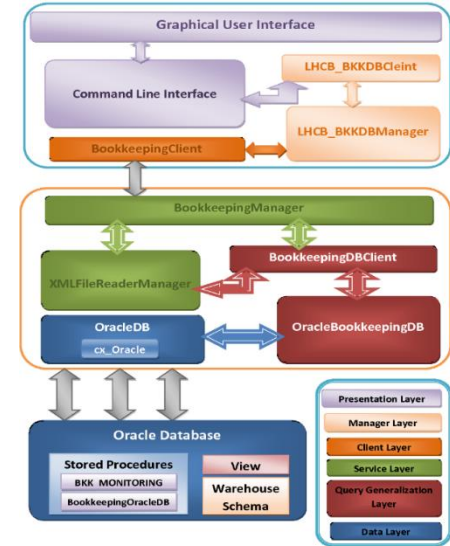 Graphical User Interface
LHCB_BKKDBCleint
Command Line Interface
LHCB_BKKDBManager
BookkeepingClient
BookkeepingManager
BookkeepingDBClient
XMLFileReaderManager
OracleDB
cx_Oracle
OracleBookkeepingDB
Oracle Database
Stored Procedures
BKK_MONITORING
BookkeepingOracleDB
View
Warehouse
Schema
Presentation Layer
Manager Layer
Client Layer
Service Layer
Query Generalization
Layer
Data Layer